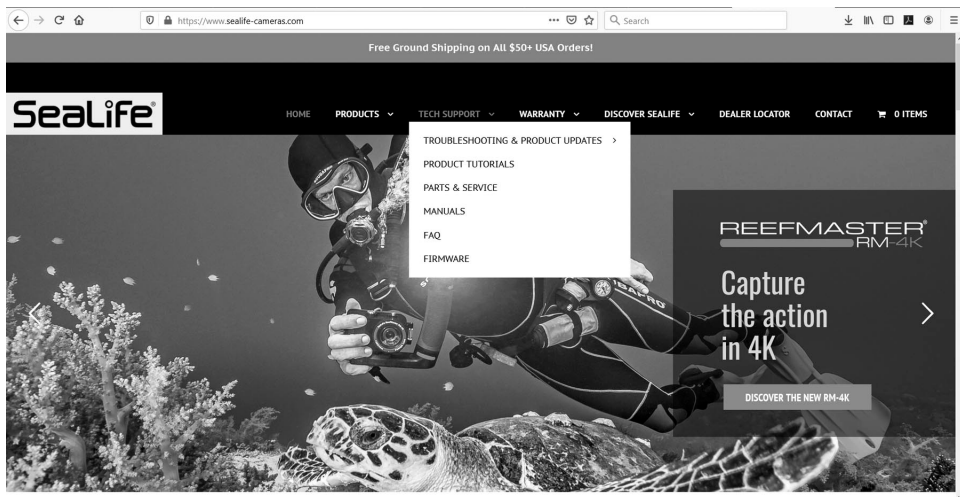 https://www.sealife-cameras.com
Search
Free Ground Shipping on All $50+ USA Orders!
SeaLife®
HOME PRODUCTS TECH SUPPORT WARRANTY DISCOVER SEALIFE DEALER LOCATOR CONTACT 0 ITEMS
TROUBLESHOOTING & PRODUCT UPDATES
PRODUCT TUTORIALS
PARTS & SERVICE
MANUALS
FAQ
FIRMWARE
REEFMASTER®
RM-4K
Capture
the action
in 4K
DISCOVER THE NEW RM-4K
SCUBAPRO